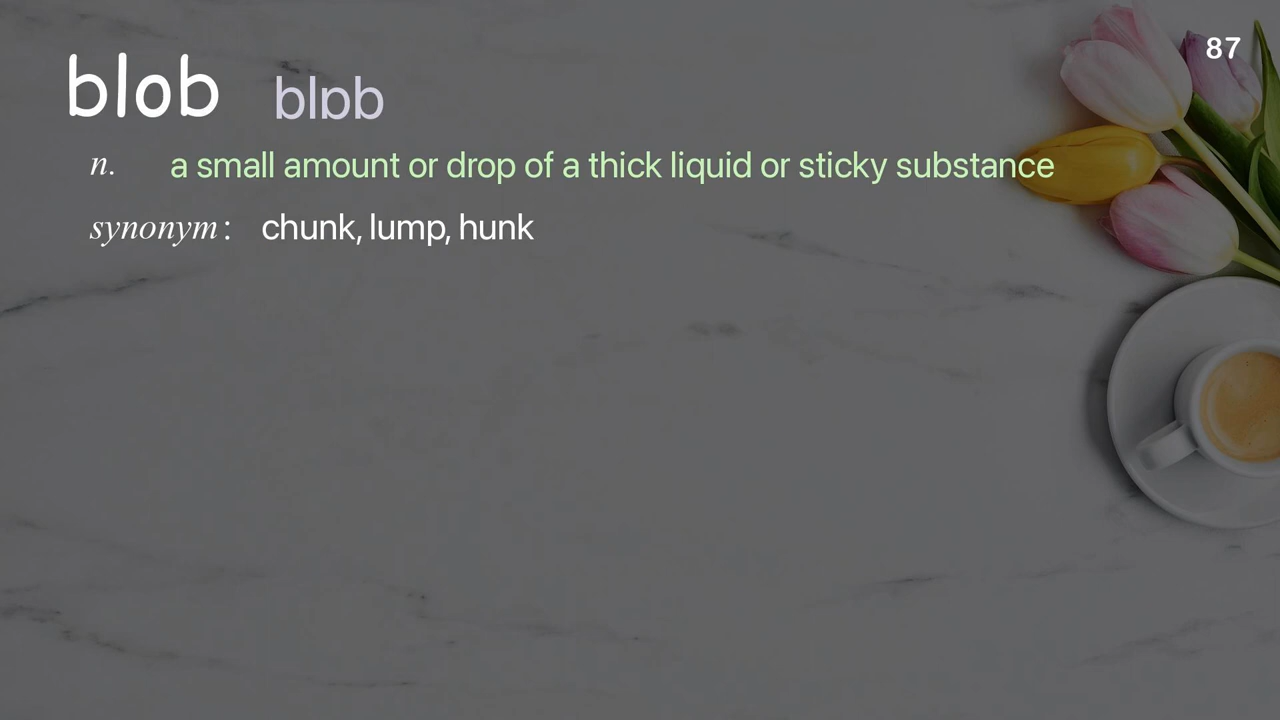 87
blob blɒb
n. a small amount or drop of a thick liquid or sticky substance
synonym: chunk, lump, hunk